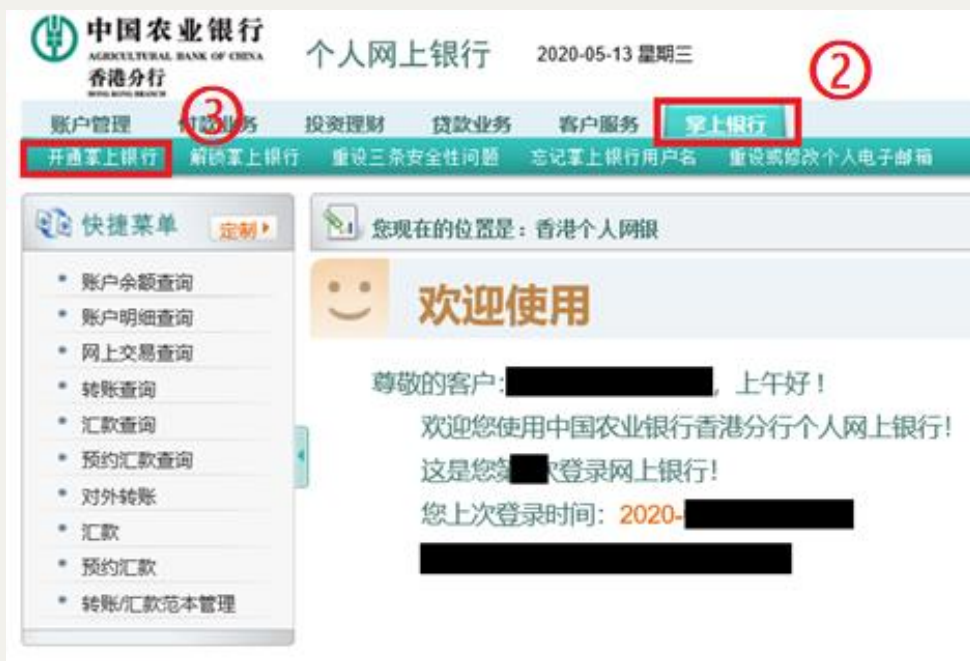 中国农业银行
AGRICULTURAL BANK OF CHINA
香港分行
HONG KONG BRANCH
个人网上银行
2020-05-13 星期三
②
③
账户管理 付款业务 投资理财 贷款业务 客户服务 掌上银行
开通掌上银行 解锁掌上银行 重设三条安全性问题 忘记掌上银行用户名 重设或修改个人电子邮箱
快捷菜单 定制
您现在的位置是：香港个人网银
账户余额查询
账户明细查询
网上交易查询
转账查询
汇款查询
预约汇款查询
对外转账
汇款
预约汇款
转账/汇款范本管理
欢迎使用
尊敬的客户: ，上午好！
欢迎您使用中国农业银行香港分行个人网上银行!
这是您第 次登录网上银行!
您上次登录时间：2020-